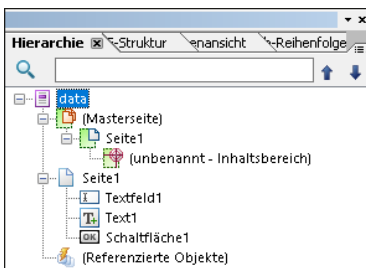 Hierarchie -Struktur enansicht -Reihenfolge
data
(Masterseite)
Seite1
(unbenannt - Inhaltsbereich)
Seite1
Textfeld1
T Text1
OK Schaltfläche1
(Referenzierte Objekte)